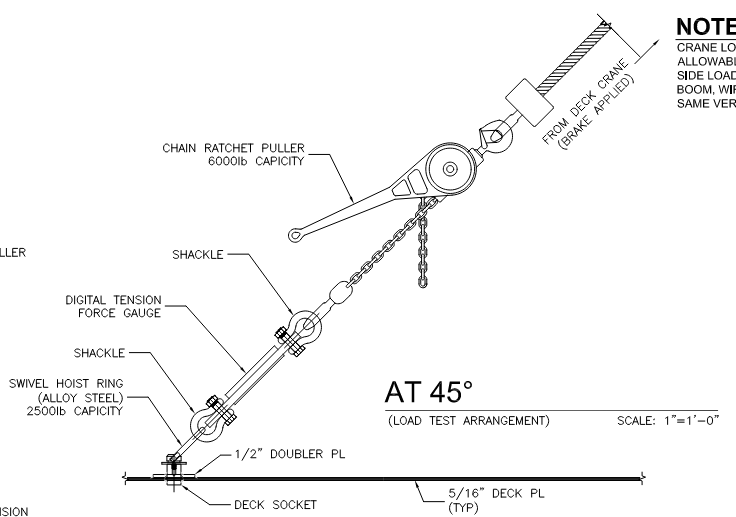 NOTE
CRANE LO
ALLOWABL
SIDE LOAD
BOOM, WIF
SAME VER
FROM DECK CRANE
(BRAKE APPLIED)
CHAIN RATCHET PULLER
6000lb CAPICITY
LLER
SHACKLE
DIGITAL TENSION
FORCE GAUGE
SHACKLE
SWIVEL HOIST RING
(ALLOY STEEL)
2500lb CAPACITY
AT 45°
(LOAD TEST ARRANGEMENT)
SCALE: 1"=1'-0"
1/2" DOUBLER PL
DECK SOCKET
5/16" DECK PL
(TYP)
NSION